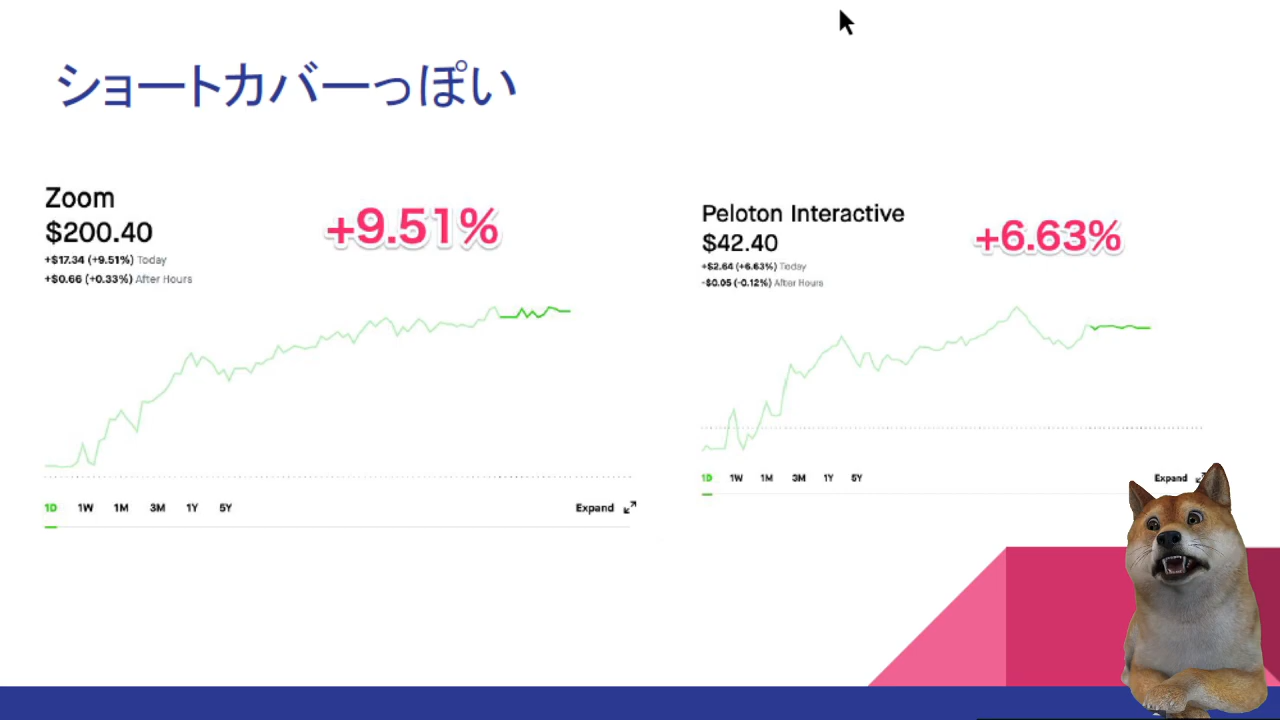 ショートカバーっぽい
Zoom
$200.40
+9.51%
+$17.34 (+9.51%) Today
+$0.66 (+0.33%) After Hours
1D 1W 1M 3M 1Y 5Y Expand
Peloton Interactive
$42.40
+6.63%
+$2.64 (+6.63%) Today
-$0.05 (-0.12%) After Hours
1D 1W 1M 3M 1Y 5Y Expand